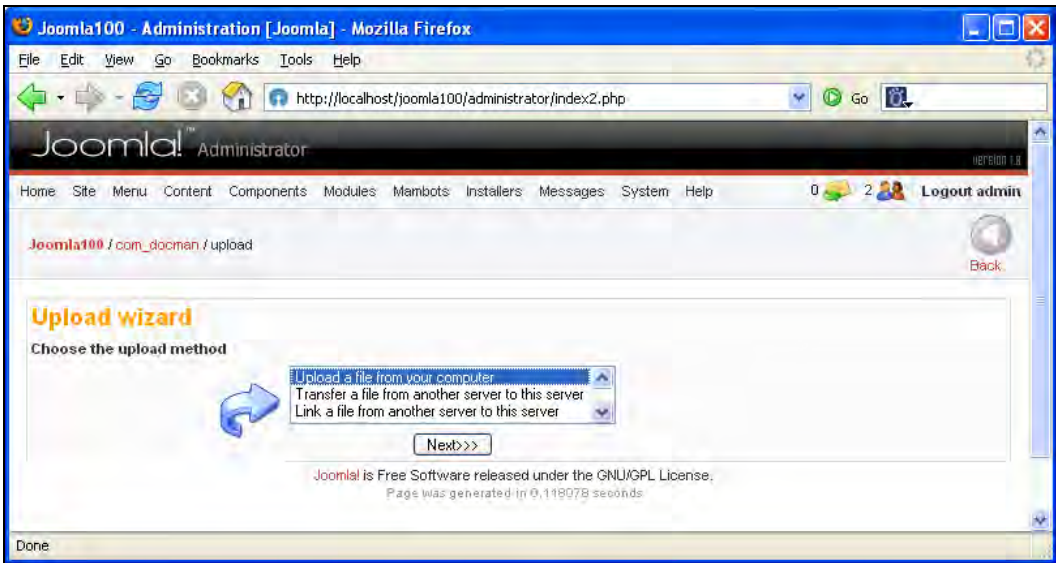 Joomla100 - Administration [Joomla] - Mozilla Firefox
File Edit View Go Bookmarks Tools Help
http://localhost/joomla100/administrator/index2.php Go
Joomla!™ Administrator
version 1.0
Home Site Menu Content Components Modules Mambots Installers Messages System Help 0 2 Logout admin
Joomla100 / com_docman / upload
Back
Upload wizard
Choose the upload method
Upload a file from your computer
Transfer a file from another server to this server
Link a file from another server to this server
Next>>>
Joomla! is Free Software released under the GNU/GPL License.
Page was generated in 0.118078 seconds
Done